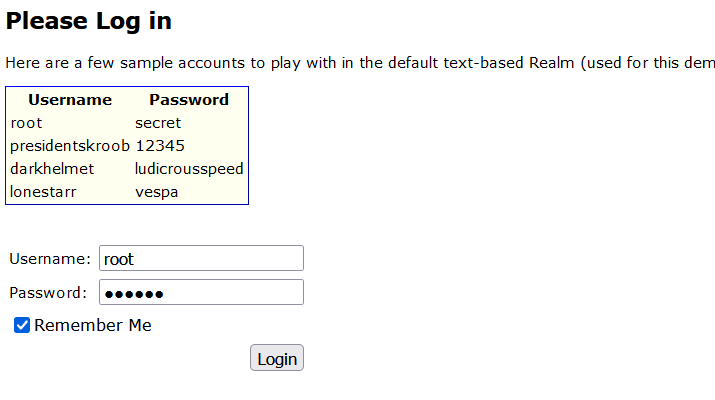 Please Log in
Here are a few sample accounts to play with in the default text-based Realm (used for this dem
Username Password
root secret
presidentskroob 12345
darkhelmet ludicrousspeed
lonestarr vespa
Username: root
Password: ●●●●●●
Remember Me
Login